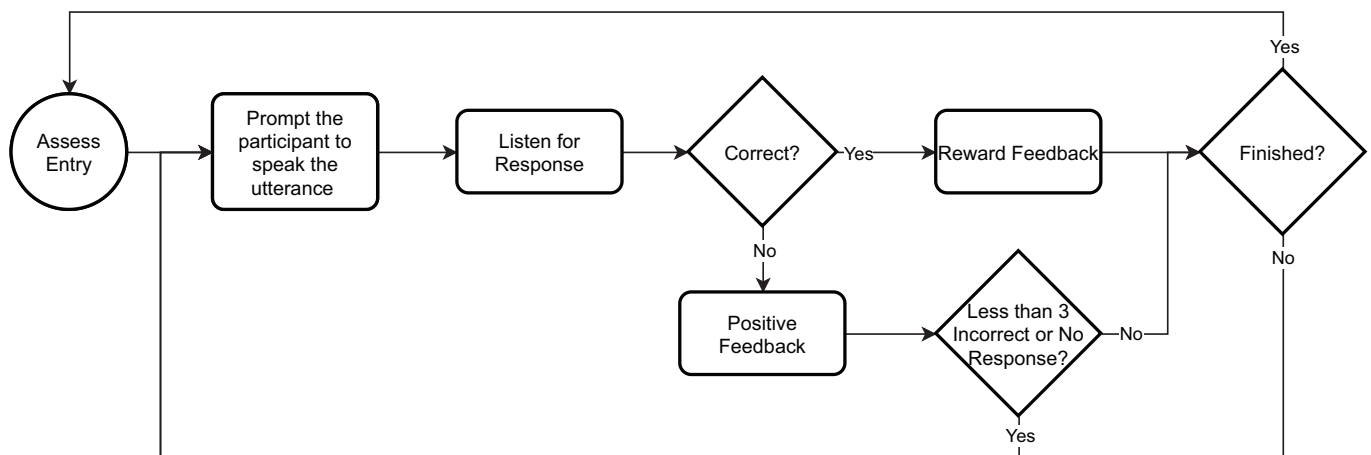 Yes
Assess
Entry
Prompt the
participant to
speak the
utterance
Listen for
Response
Correct?
Yes
Reward Feedback
Finished?
No
No
Positive
Feedback
Less than 3
Incorrect or No
Response?
No
Yes